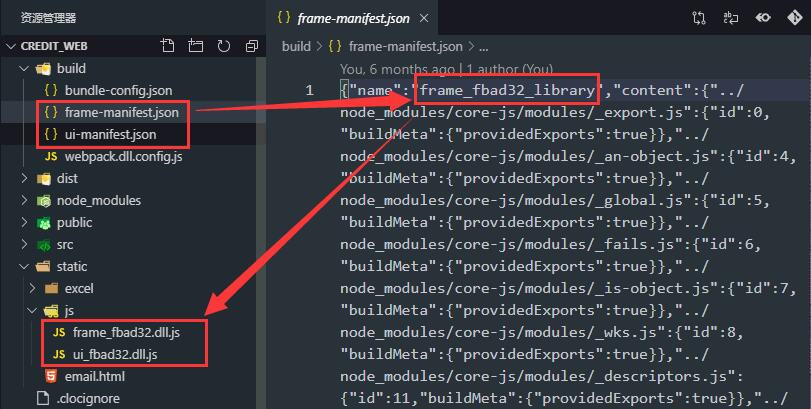 资源管理器
CREDIT_WEB
build
{ } bundle-config.json
{ } frame-manifest.json
{ } ui-manifest.json
JS webpack.dll.config.js
dist
node_modules
public
src
static
excel
js
JS frame_fbad32.dll.js
JS ui_fbad32.dll.js
email.html
.clocignore
{ } frame-manifest.json ×
build > { } frame-manifest.json > ...
You, 6 months ago | 1 author (You)
1 {"name":"frame_fbad32_library","content":{"../
node_modules/core-js/modules/_export.js":{"id":0,
"buildMeta":{"providedExports":true}},"../
node_modules/core-js/modules/_an-object.js":{"id":4,
"buildMeta":{"providedExports":true}},"../
node_modules/core-js/modules/_global.js":{"id":5,
"buildMeta":{"providedExports":true}},"../
node_modules/core-js/modules/_fails.js":{"id":6,
"buildMeta":{"providedExports":true}},"../
node_modules/core-js/modules/_is-object.js":{"id":7,
"buildMeta":{"providedExports":true}},"../
node_modules/core-js/modules/_wks.js":{"id":8,
"buildMeta":{"providedExports":true}},"../
node_modules/core-js/modules/_descriptors.js":
{"id":11,"buildMeta":{"providedExports":true}},"../